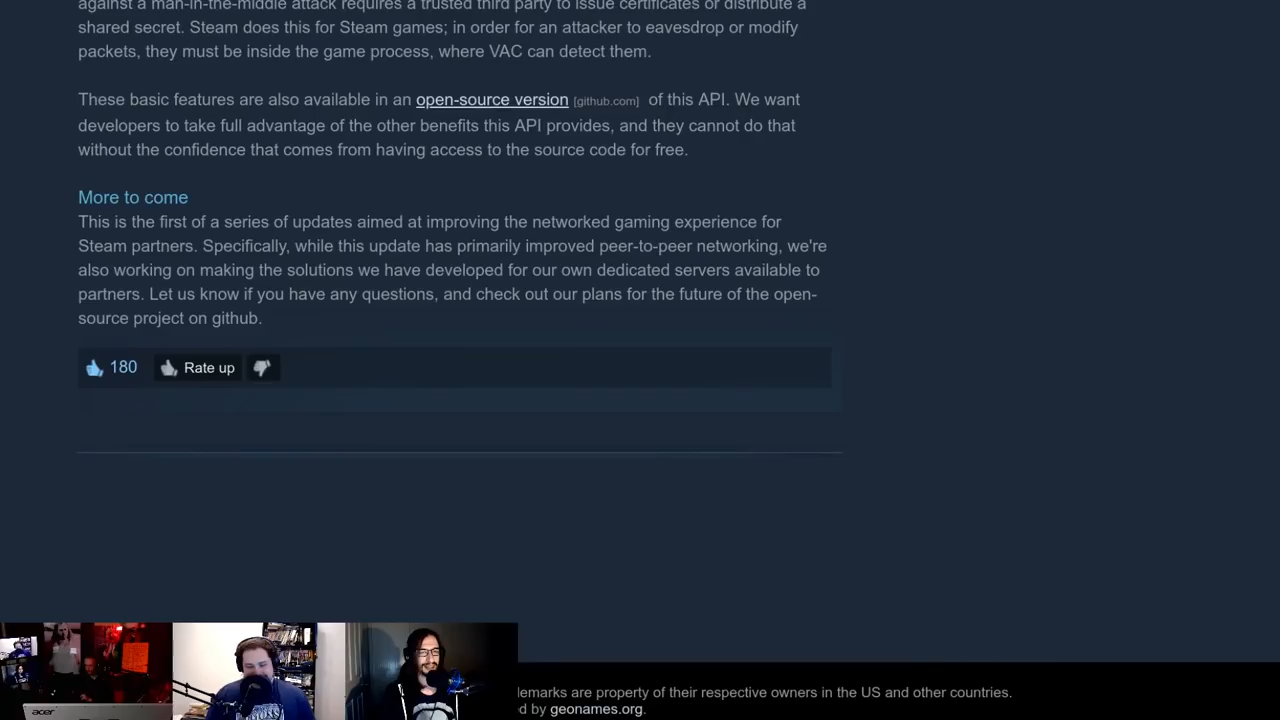 against a man-in-the-middle attack requires a trusted third party to issue certificates or distribute a
shared secret. Steam does this for Steam games; in order for an attacker to eavesdrop or modify
packets, they must be inside the game process, where VAC can detect them.
These basic features are also available in an open-source version [github.com] of this API. We want
developers to take full advantage of the other benefits this API provides, and they cannot do that
without the confidence that comes from having access to the source code for free.
More to come
This is the first of a series of updates aimed at improving the networked gaming experience for
Steam partners. Specifically, while this update has primarily improved peer-to-peer networking, we're
also working on making the solutions we have developed for our own dedicated servers available to
partners. Let us know if you have any questions, and check out our plans for the future of the open-
source project on github.
180 Rate up
demarks are property of their respective owners in the US and other countries.
d by geonames.org.
acer